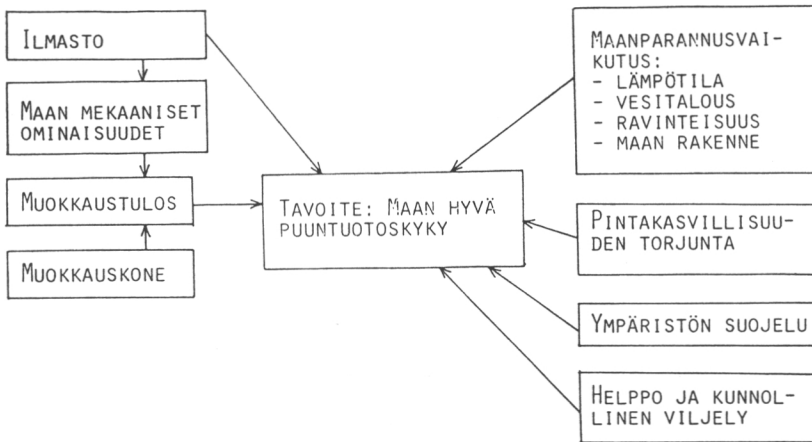 ILMASTO
MAAN MEKAANISET
OMINAISUUDET
MUOKKAUSTULOS
MUOKKAUSKONE
TAVOITE: MAAN HYVÄ
PUUNTUOTOSKYKY
MAANPARANNUSVAI-
KUTUS:
- LÄMPÖTILA
- VESITALOUS
- RAVINTEISUUS
- MAAN RAKENNE
PINTAKASVILLISUU-
DEN TORJUNTA
YMPÄRISTÖN SUOJELU
HELPPO JA KUNNOL-
LINEN VILJELY